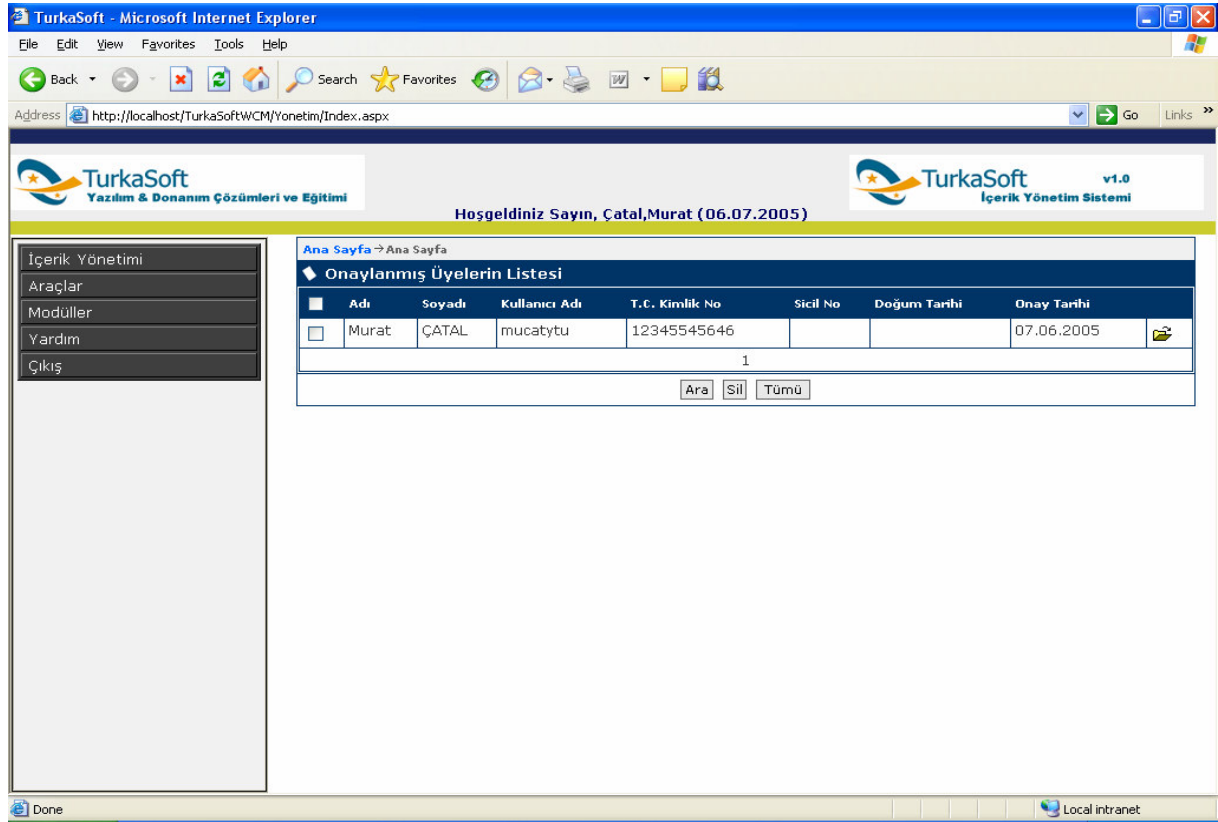 TurkaSoft - Microsoft Internet Explorer
File Edit View Favorites Tools Help
Back Search Favorites
Address http://localhost/TurkaSoftWCM/Yonetim/Index.aspx Go Links »
TurkaSoft
Yazılım & Donanım Çözümleri ve Eğitimi
TurkaSoft v1.0
İçerik Yönetim Sistemi
Hoşgeldiniz Sayın, Çatal,Murat (06.07.2005)
İçerik Yönetimi
Araçlar
Modüller
Yardım
Çıkış
Ana Sayfa→Ana Sayfa
Onaylanmış Üyelerin Listesi
Adı Soyadı Kullanıcı Adı T.C. Kimlik No Sicil No Doğum Tarihi Onay Tarihi
Murat ÇATAL mucatytu 12345545646 07.06.2005
1
Ara Sil Tümü
Done Local intranet